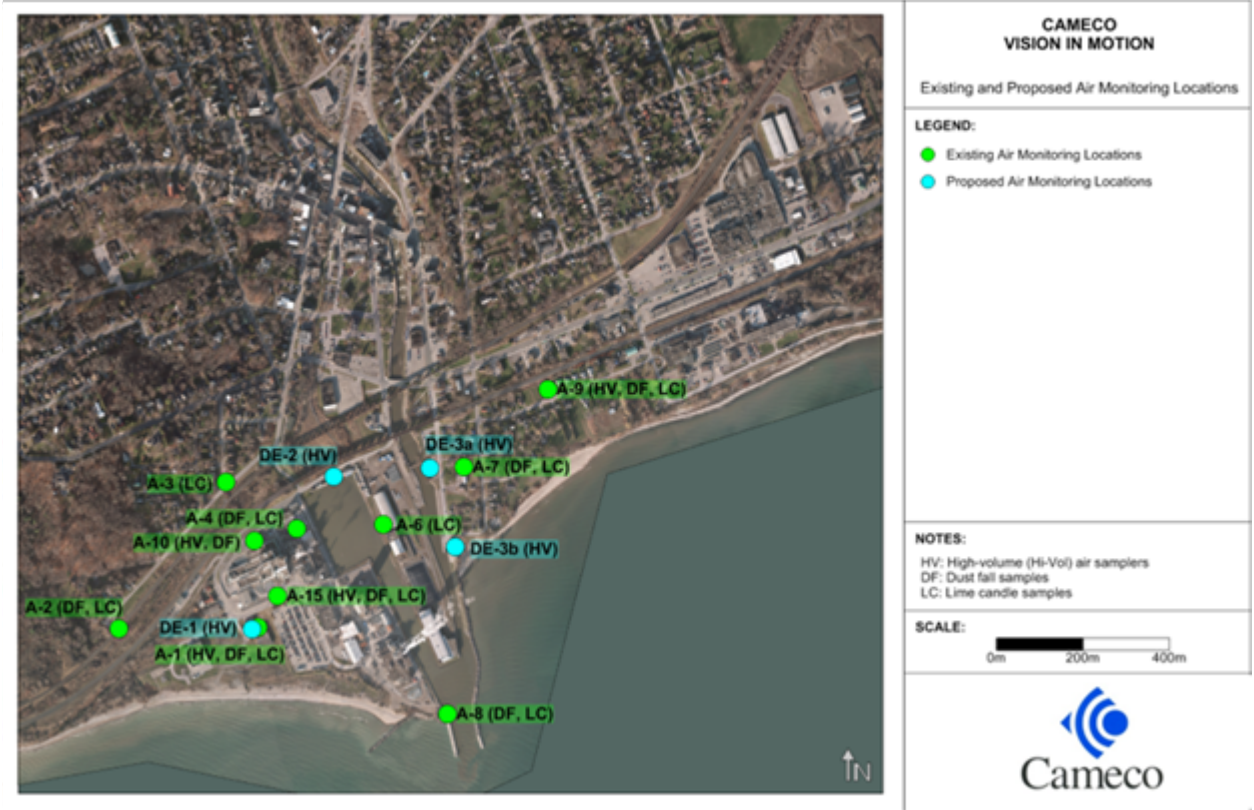 CAMECO
VISION IN MOTION
Existing and Proposed Air Monitoring Locations
LEGEND:
Existing Air Monitoring Locations
Proposed Air Monitoring Locations
A-9 (HV, DF, LC)
DE-3a (HV)
DE-2 (HV)
A-7 (DF, LC)
A-3 (LC)
A-4 (DF, LC)
A-6 (LC)
A-10 (HV, DF)
DE-3b (HV)
A-15 (HV, DF, LC)
A-2 (DF, LC)
DE-1 (HV)
A-1 (HV, DF, LC)
A-8 (DF, LC)
N
NOTES:
HV: High-volume (Hi-Vol) air samplers
DF: Dust fall samples
LC: Lime candle samples
SCALE:
0m 200m 400m
Cameco